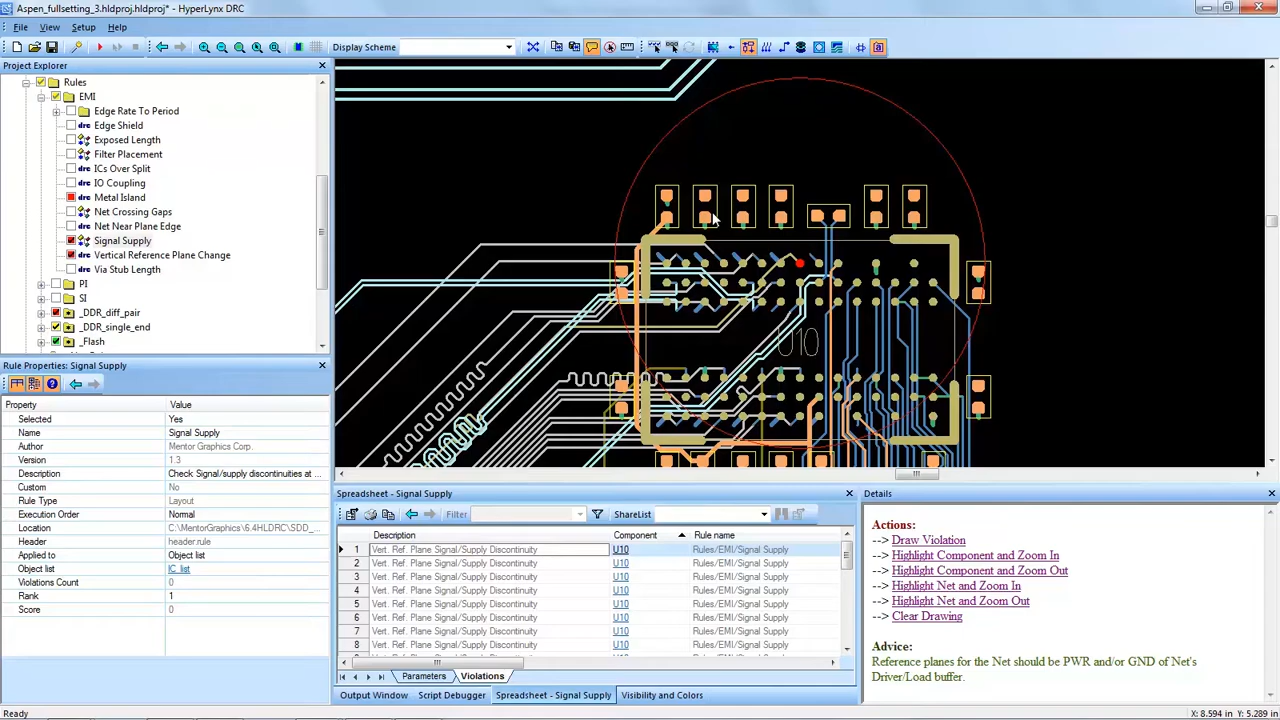 Aspen_fullsetting_3.hldproj.hldproj* - HyperLynx DRC
File View Setup Help
Display Scheme
Project Explorer
Rules
EMI
Edge Rate To Period
drc Edge Shield
Exposed Length
Filter Placement
drc ICs Over Split
drc IO Coupling
drc Metal Island
Net Crossing Gaps
drc Net Near Plane Edge
Signal Supply
drc Vertical Reference Plane Change
drc Via Stub Length
PI
SI
_DDR_diff_pair
_DDR_single_end
_Flash
U10
Rule Properties: Signal Supply
Property Value
Selected Yes
Name Signal Supply
Author Mentor Graphics Corp.
Version 1.3
Description Check Signal/supply discontinuities at ...
Custom No
Rule Type Layout
Execution Order Normal
Location C:\MentorGraphics\6.4HLDRC\SDD_...
Header header.rule
Applied to Object list
Object list IC_list
Violations Count 0
Rank 1
Score 0
Spreadsheet - Signal Supply
Filter ShareList
Description Component Rule name
1 Vert. Ref. Plane Signal/Supply Discontinuity U10 Rules/EMI/Signal Supply
2 Vert. Ref. Plane Signal/Supply Discontinuity U10 Rules/EMI/Signal Supply
3 Vert. Ref. Plane Signal/Supply Discontinuity U10 Rules/EMI/Signal Supply
4 Vert. Ref. Plane Signal/Supply Discontinuity U10 Rules/EMI/Signal Supply
5 Vert. Ref. Plane Signal/Supply Discontinuity U10 Rules/EMI/Signal Supply
6 Vert. Ref. Plane Signal/Supply Discontinuity U10 Rules/EMI/Signal Supply
7 Vert. Ref. Plane Signal/Supply Discontinuity U10 Rules/EMI/Signal Supply
8 Vert. Ref. Plane Signal/Supply Discontinuity U10 Rules/EMI/Signal Supply
Parameters Violations
Output Window Script Debugger Spreadsheet - Signal Supply Visibility and Colors
Details
Actions:
--> Draw Violation
--> Highlight Component and Zoom In
--> Highlight Component and Zoom Out
--> Highlight Net and Zoom In
--> Highlight Net and Zoom Out
--> Clear Drawing
Advice:
Reference planes for the Net should be PWR and/or GND of Net's
Driver/Load buffer.
Ready X: 8.594 in Y: 5.289 in